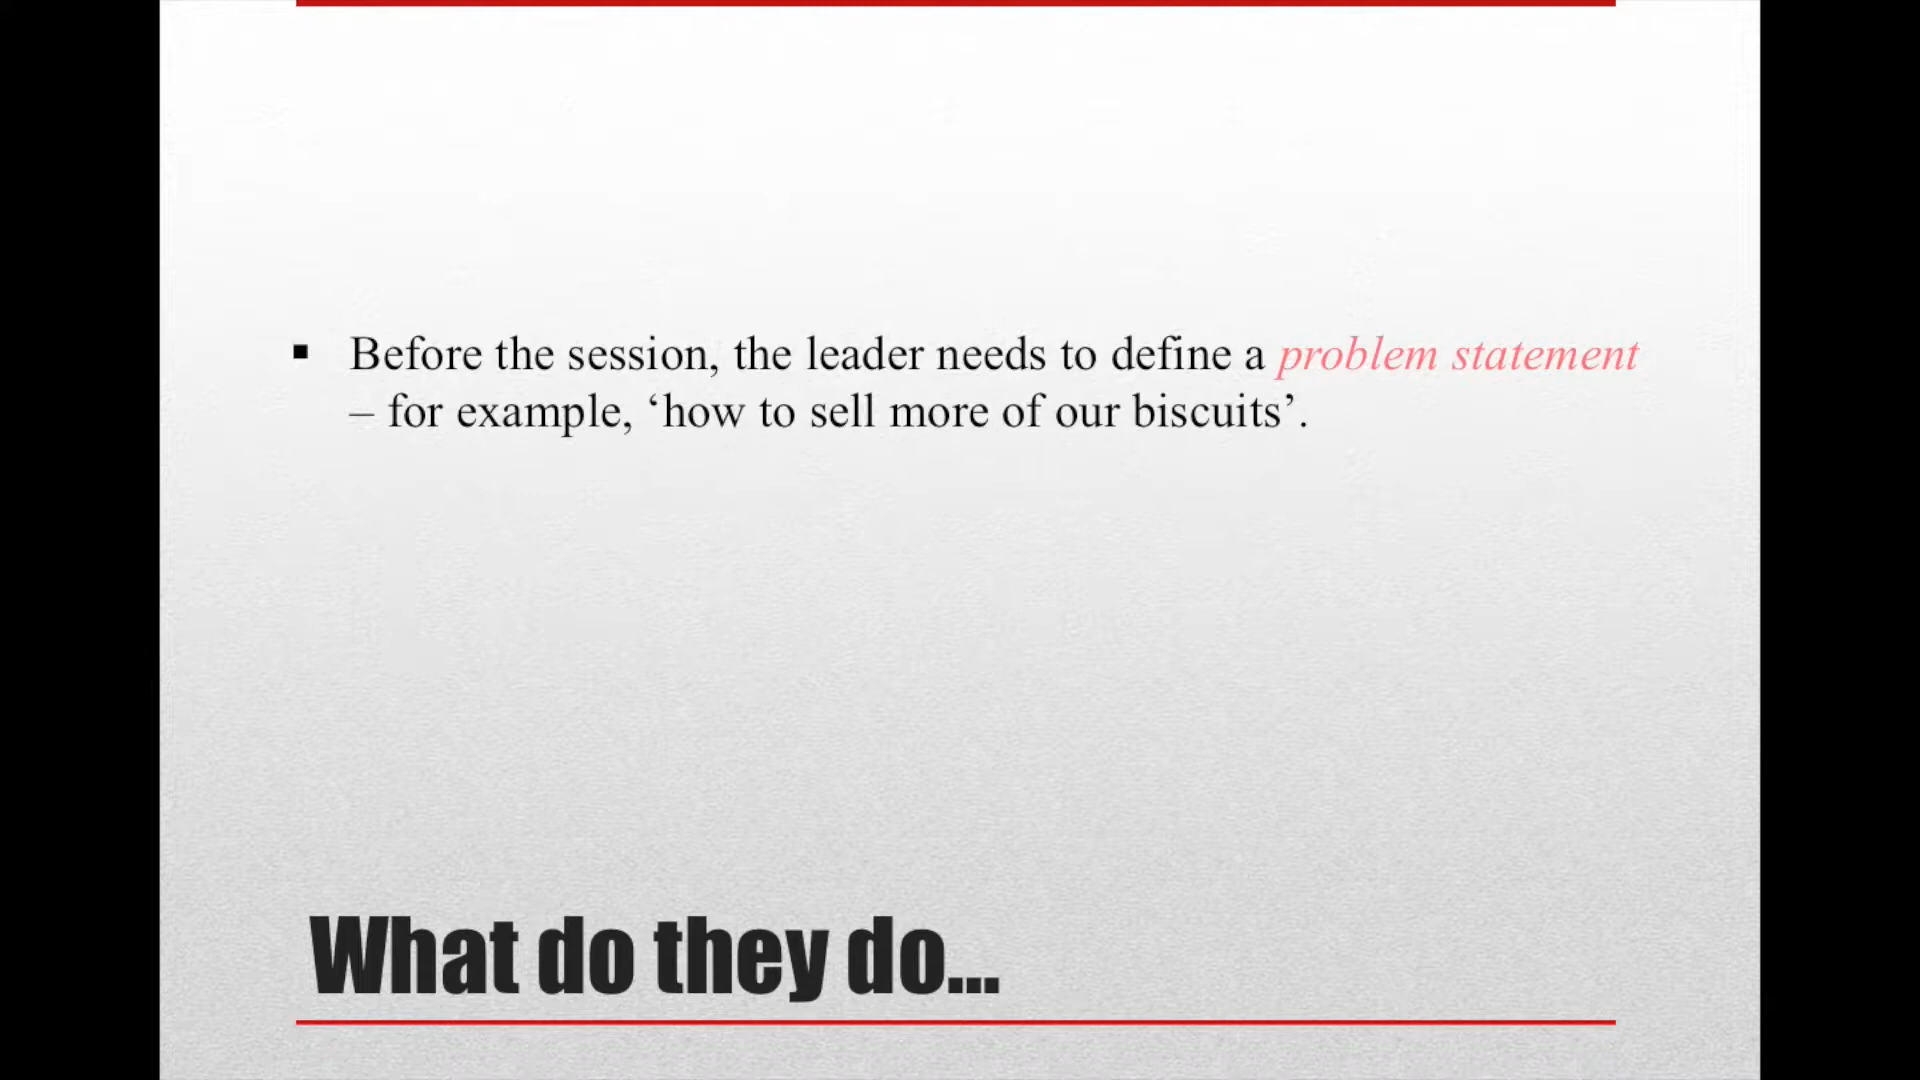 ▪ Before the session, the leader needs to define a problem statement
– for example, ‘how to sell more of our biscuits’.
What do they do...